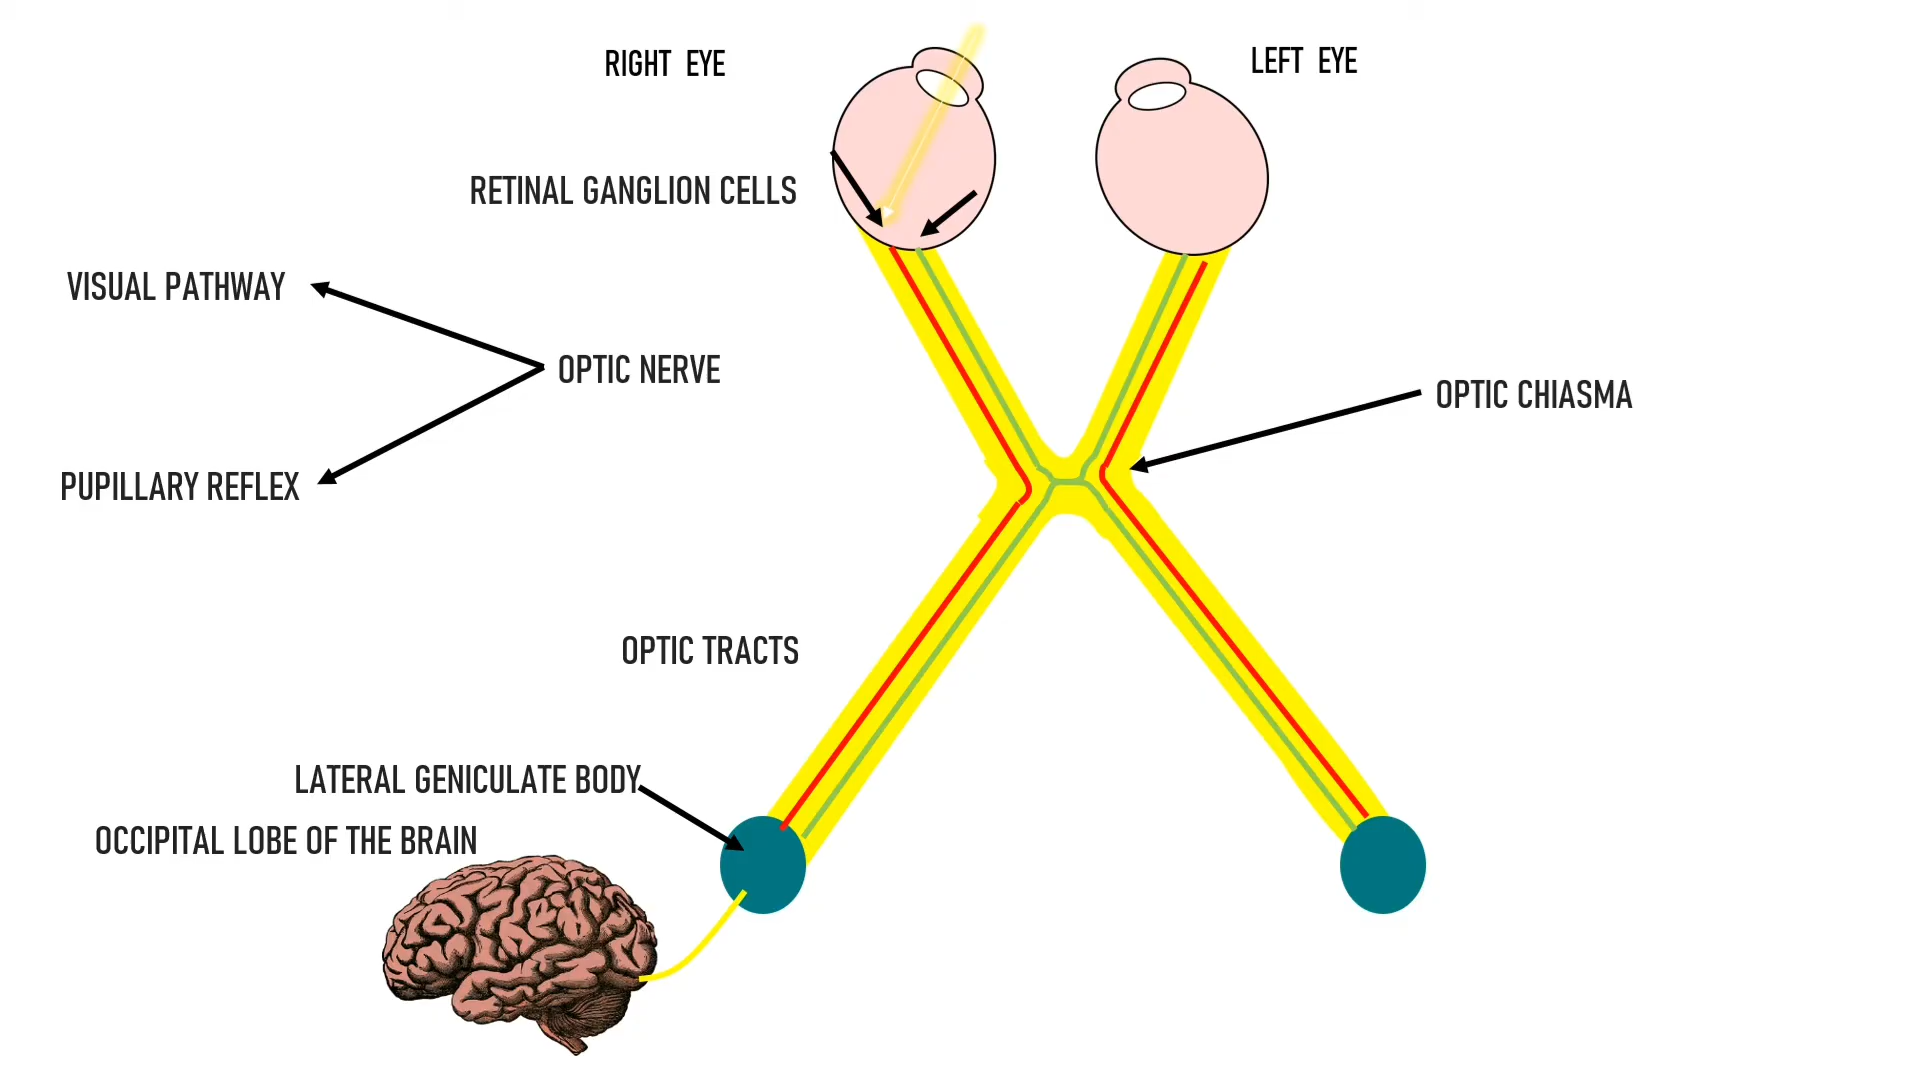 RIGHT EYE
LEFT EYE
RETINAL GANGLION CELLS
VISUAL PATHWAY
OPTIC NERVE
OPTIC CHIASMA
PUPILLARY REFLEX
OPTIC TRACTS
LATERAL GENICULATE BODY
OCCIPITAL LOBE OF THE BRAIN